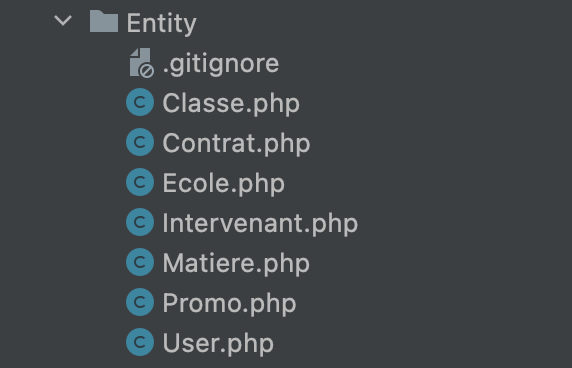 Entity
.gitignore
C Classe.php
C Contrat.php
C Ecole.php
C Intervenant.php
C Matiere.php
C Promo.php
C User.php